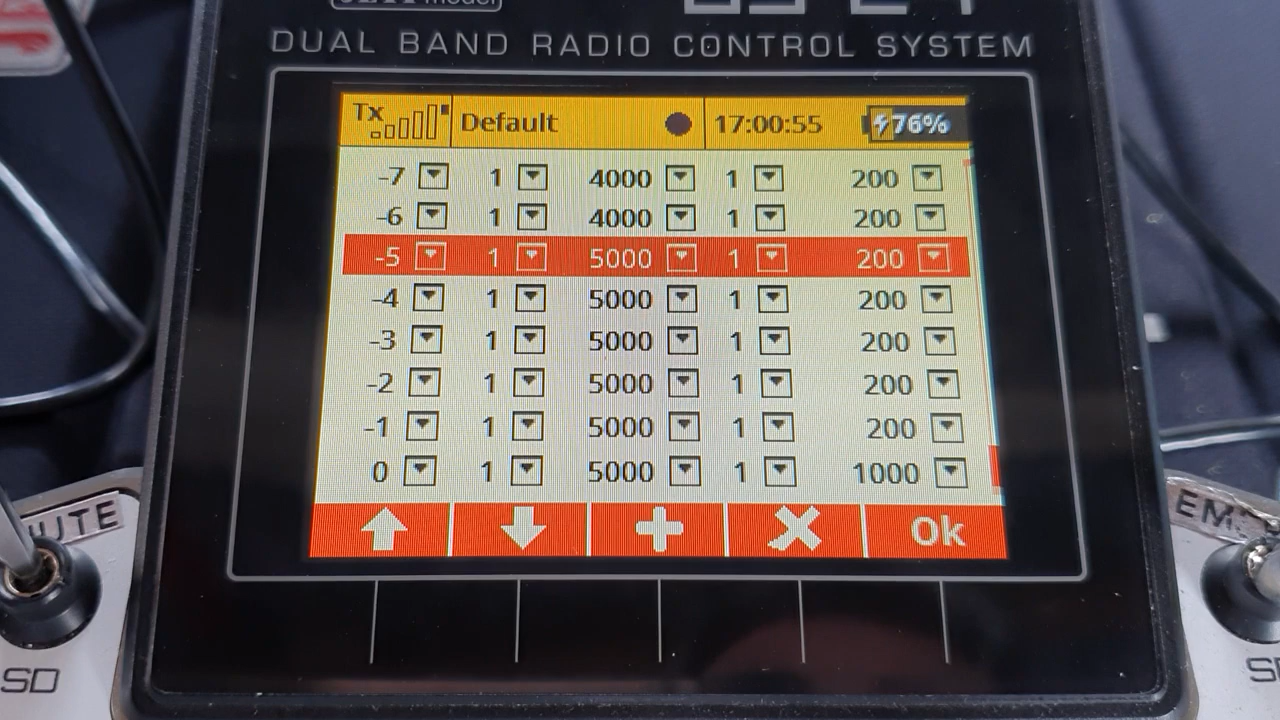 model
DUAL BAND RADIO CONTROL SYSTEM
Tx Default 17:00:55 76%
-7 1 4000 1 200
-6 1 4000 1 200
-5 1 5000 1 200
-4 1 5000 1 200
-3 1 5000 1 200
-2 1 5000 1 200
-1 1 5000 1 200
0 1 5000 1 1000
Ok
SD